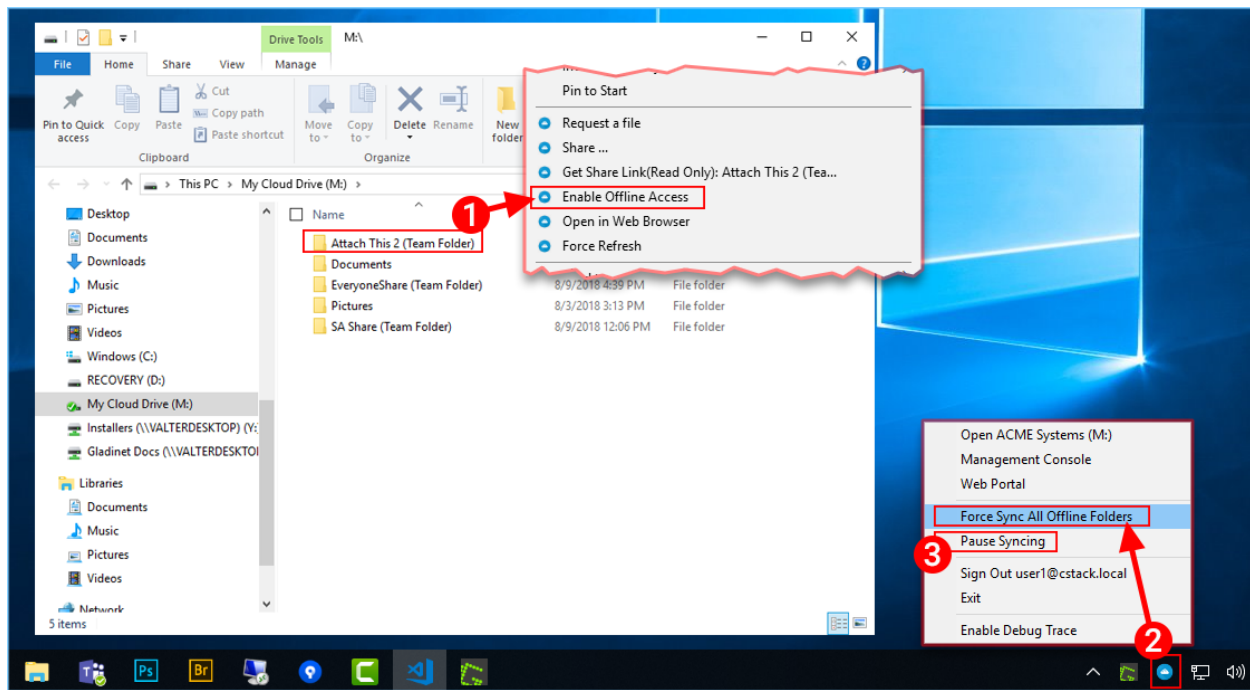 Drive Tools M:\
File Home Share View Manage
Pin to Quick access
Copy
Paste
Cut
Copy path
Paste shortcut
Move to
Copy to
Delete
Rename
New folder
Clipboard
Organize
This PC > My Cloud Drive (M:) >
Desktop
Documents
Downloads
Music
Pictures
Videos
Windows (C:)
RECOVERY (D:)
My Cloud Drive (M:)
Installers (\\VALTERDESKTOP) (Y:
Gladinet Docs (\\VALTERDESKTO
Libraries
Documents
Music
Pictures
Videos
Network
5 items
Name
Attach This 2 (Team Folder)
Documents
EveryoneShare (Team Folder) 8/9/2018 4:39 PM File folder
Pictures 8/3/2018 3:13 PM File folder
SA Share (Team Folder) 8/9/2018 12:06 PM File folder
Pin to Start
Request a file
Share ...
Get Share Link(Read Only): Attach This 2 (Tea...
1
Enable Offline Access
Open in Web Browser
Force Refresh
Open ACME Systems (M:)
Management Console
Web Portal
Force Sync All Offline Folders
3
Pause Syncing
Sign Out user1@cstack.local
Exit
Enable Debug Trace
2
Ps
Br